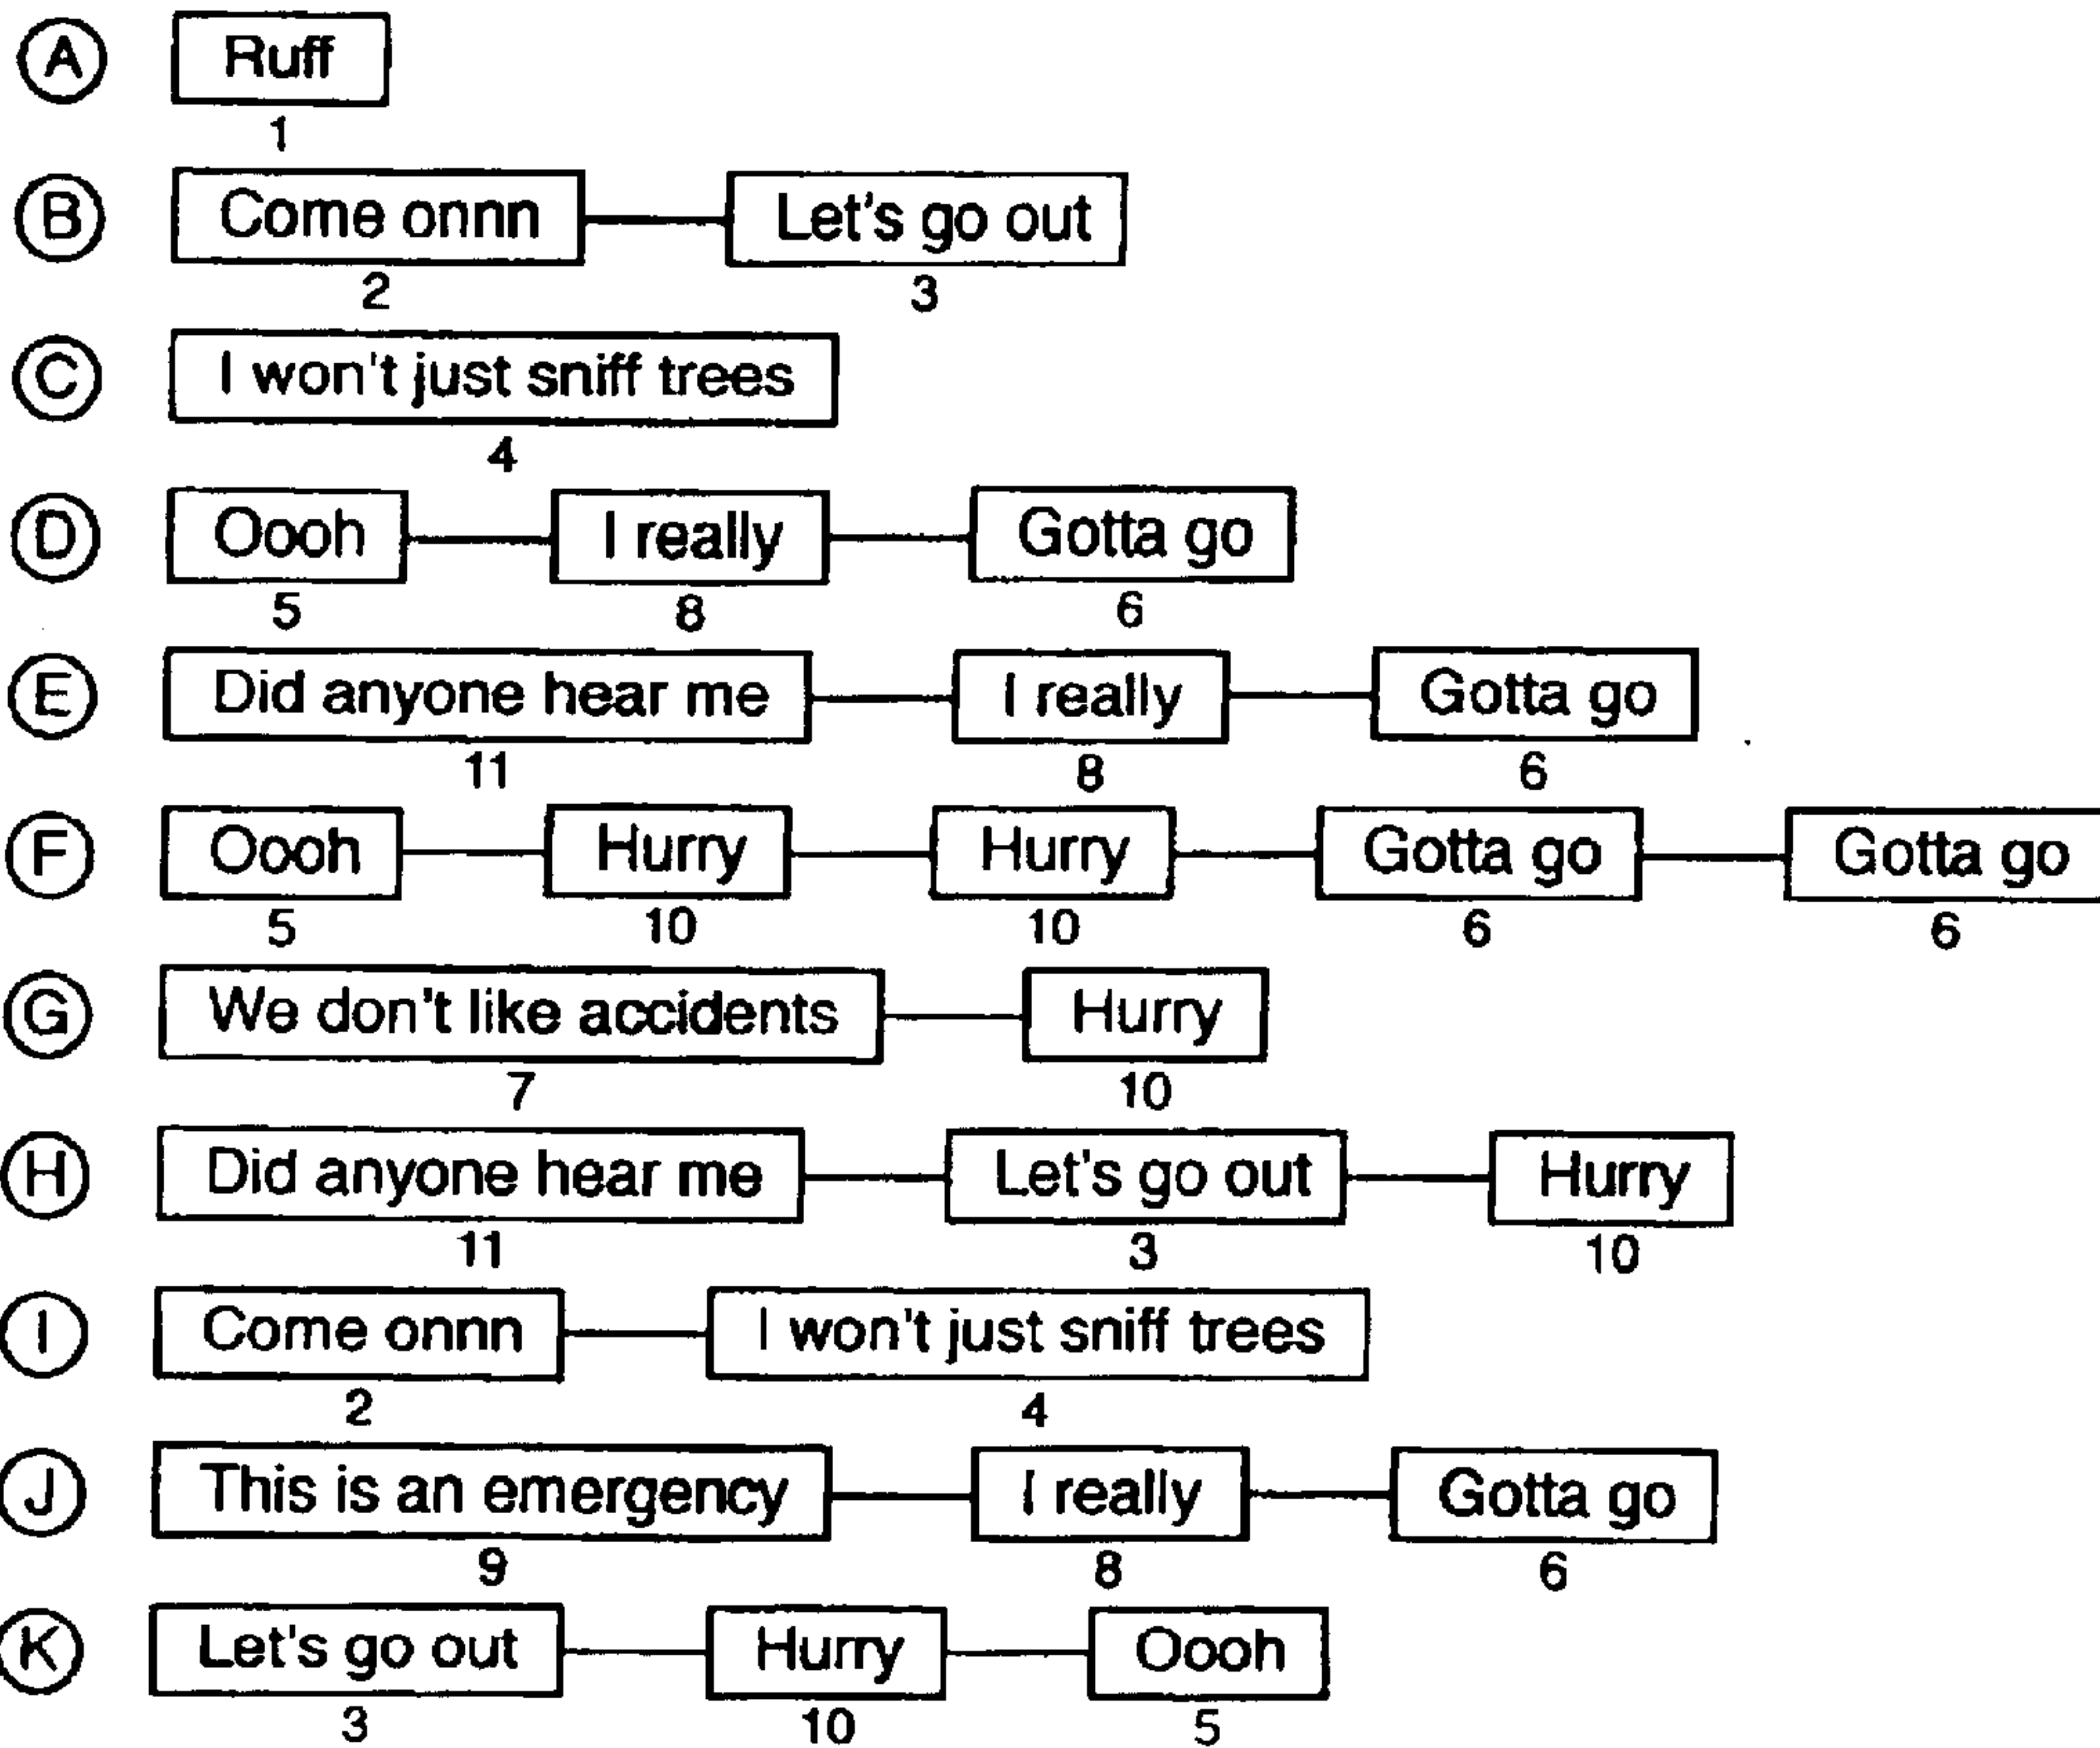 A Ruff
1
B Come onnn Let's go out
2 3
C I won't just sniff trees
4
D Oooh I really Gotta go
5 8 6
E Did anyone hear me I really Gotta go
11 8 6
F Oooh Hurry Hurry Gotta go Gotta go
5 10 10 6 6
G We don't like accidents Hurry
7 10
H Did anyone hear me Let's go out Hurry
11 3 10
I Come onnn I won't just sniff trees
2 4
J This is an emergency I really Gotta go
9 8 6
K Let's go out Hurry Oooh
3 10 5